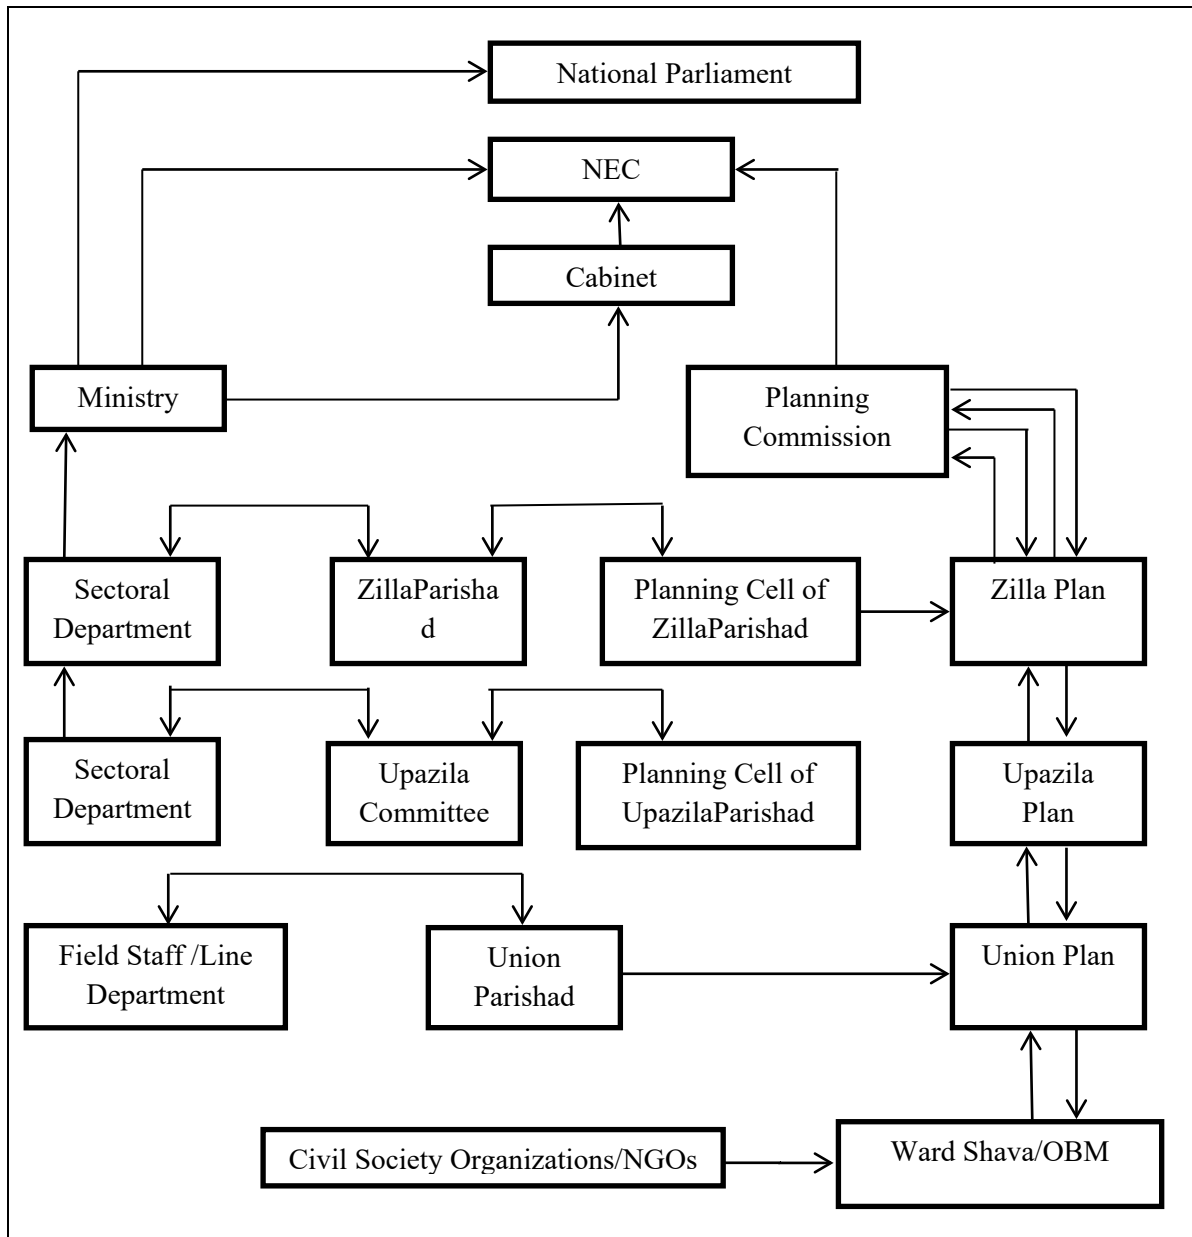 National Parliament
NEC
Cabinet
Ministry
Planning
Commission
Sectoral
Department
ZillaParisha
d
Planning Cell of
ZillaParishad
Zilla Plan
Sectoral
Department
Upazila
Committee
Planning Cell of
UpazilaParishad
Upazila
Plan
Field Staff /Line
Department
Union
Parishad
Union Plan
Civil Society Organizations/NGOs
Ward Shava/OBM